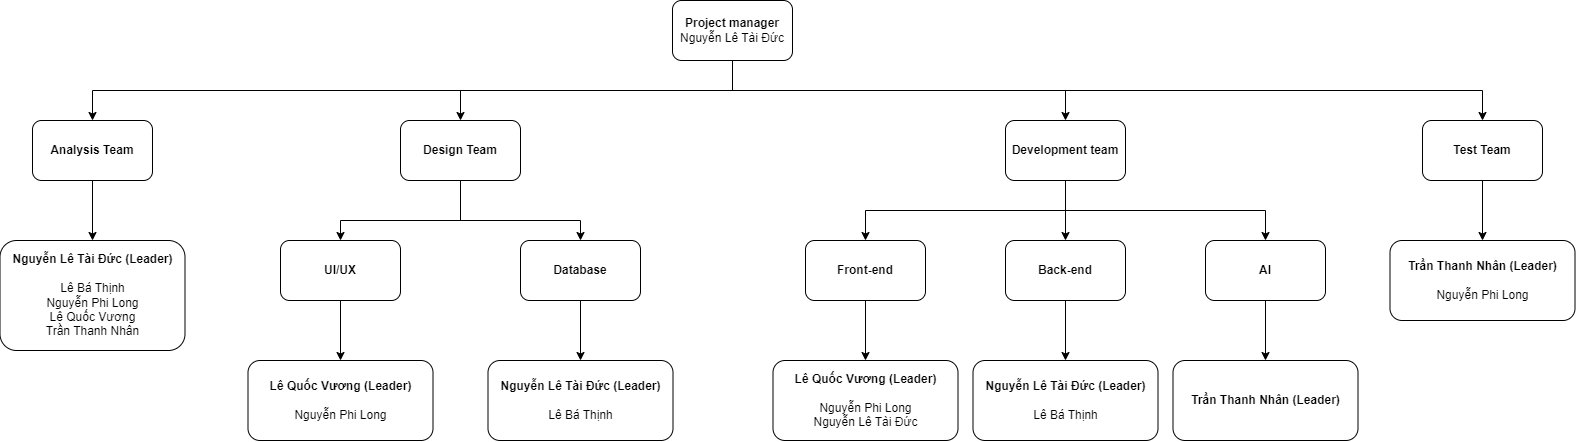 Project manager
Nguyễn Lê Tài Đức
Analysis Team
Design Team
Development team
Test Team
Nguyễn Lê Tài Đức (Leader)
Lê Bá Thịnh
Nguyễn Phi Long
Lê Quốc Vương
Trần Thanh Nhân
UI/UX
Database
Front-end
Back-end
AI
Trần Thanh Nhân (Leader)
Nguyễn Phi Long
Lê Quốc Vương (Leader)
Nguyễn Phi Long
Nguyễn Lê Tài Đức (Leader)
Lê Bá Thịnh
Lê Quốc Vương (Leader)
Nguyễn Phi Long
Nguyễn Lê Tài Đức
Nguyễn Lê Tài Đức (Leader)
Lê Bá Thịnh
Trần Thanh Nhân (Leader)